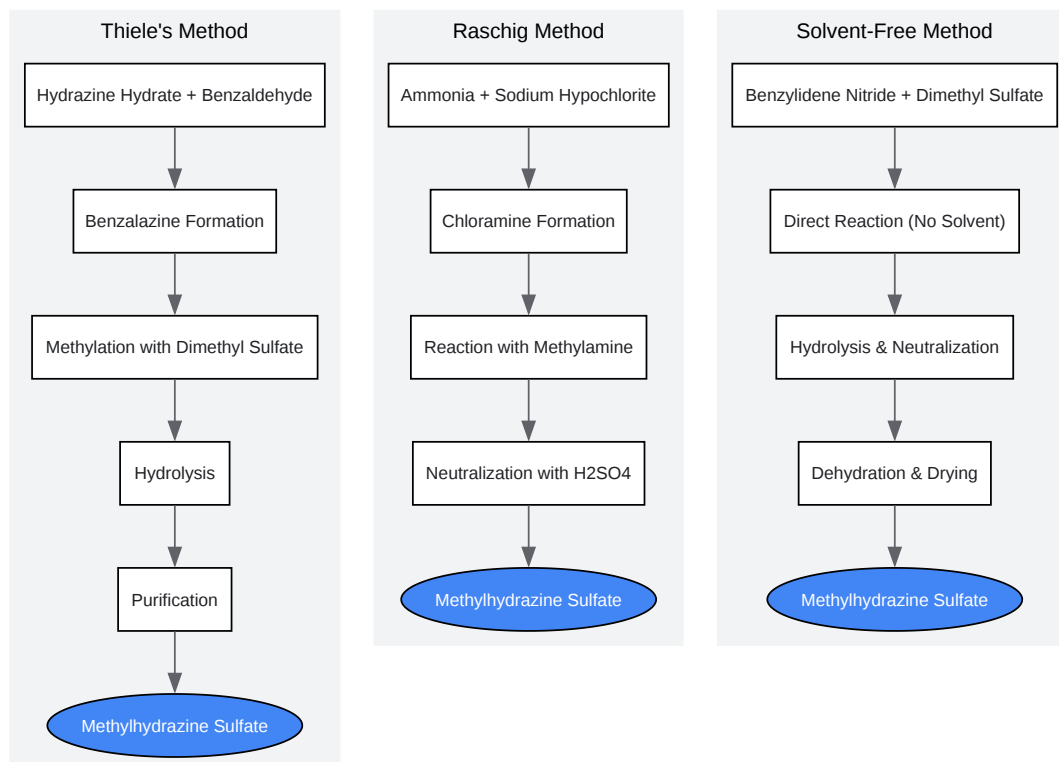 Thiele's Method
Hydrazine Hydrate + Benzaldehyde
Benzalazine Formation
Methylation with Dimethyl Sulfate
Hydrolysis
Purification
Methylhydrazine Sulfate
Raschig Method
Ammonia + Sodium Hypochlorite
Chloramine Formation
Reaction with Methylamine
Neutralization with H2SO4
Methylhydrazine Sulfate
Solvent-Free Method
Benzylidene Nitride + Dimethyl Sulfate
Direct Reaction (No Solvent)
Hydrolysis & Neutralization
Dehydration & Drying
Methylhydrazine Sulfate